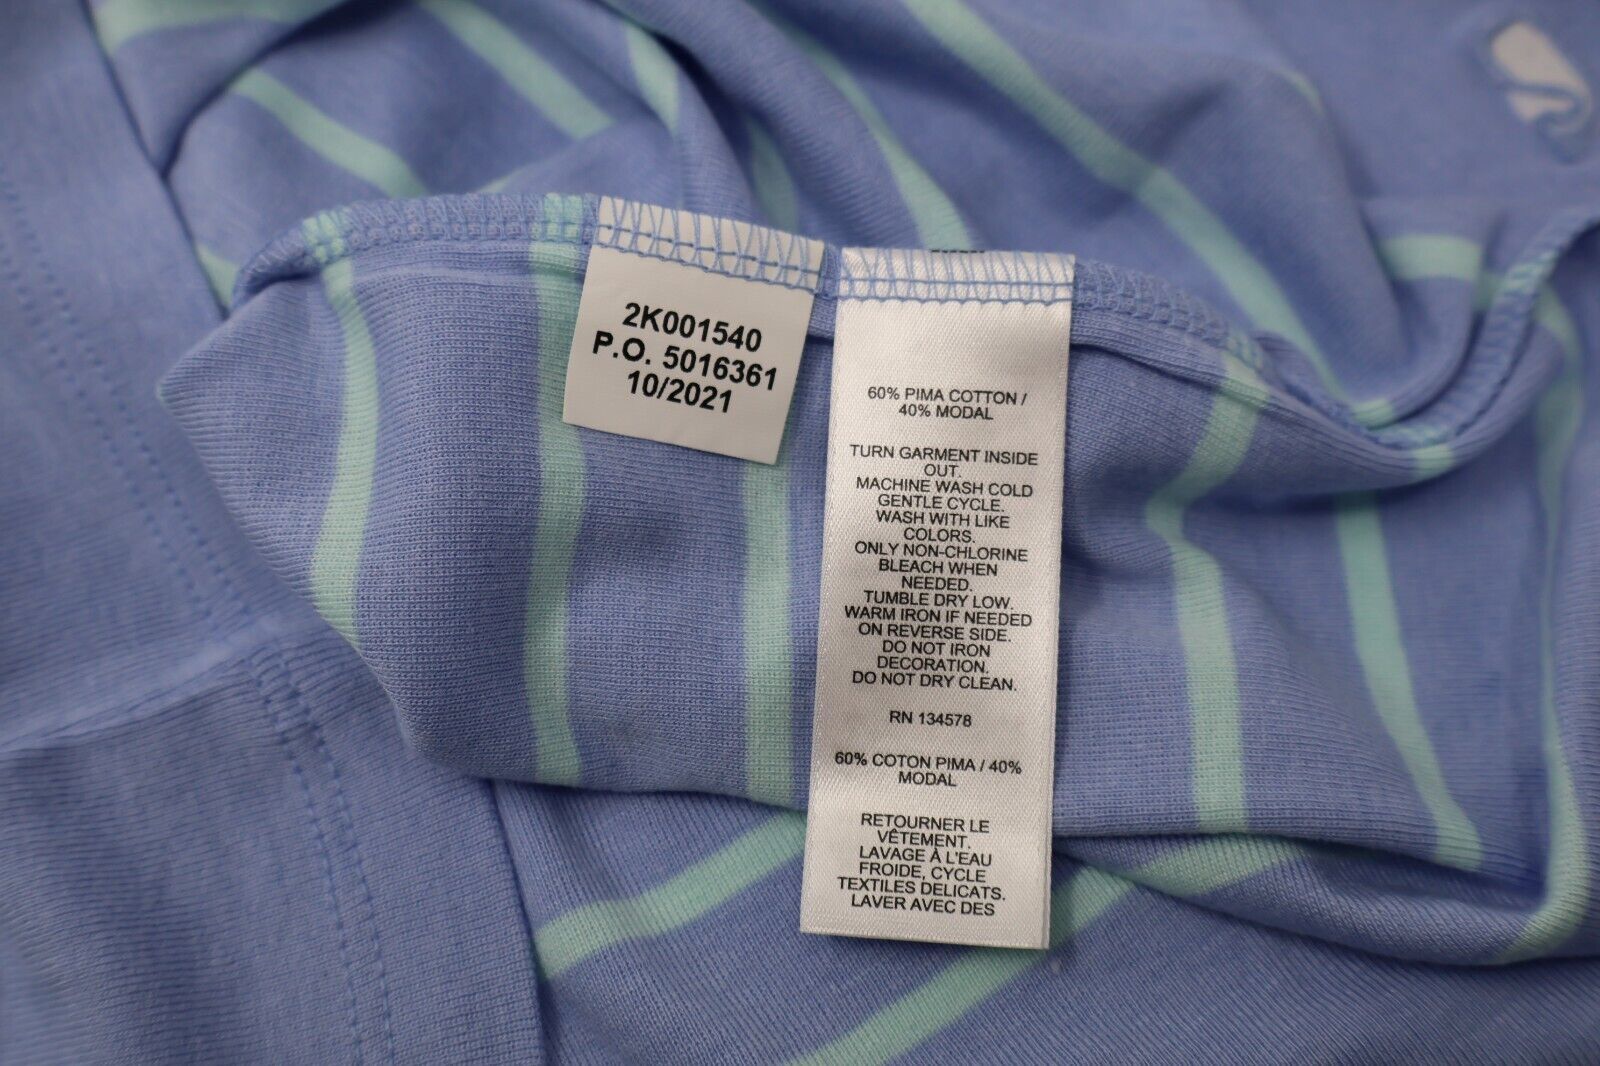 2K001540
P.O. 5016361
10/2021
60% PIMA COTTON /
40% MODAL
TURN GARMENT INSIDE
OUT.
MACHINE WASH COLD
GENTLE CYCLE.
WASH WITH LIKE
COLORS.
ONLY NON-CHLORINE
BLEACH WHEN
NEEDED.
TUMBLE DRY LOW.
WARM IRON IF NEEDED
ON REVERSE SIDE.
DO NOT IRON
DECORATION.
DO NOT DRY CLEAN.
RN 134578
60% COTON PIMA / 40%
MODAL
RETOURNER LE
VÊTEMENT.
LAVAGE À L'EAU
FROIDE, CYCLE
TEXTILES DELICATS.
LAVER AVEC DES